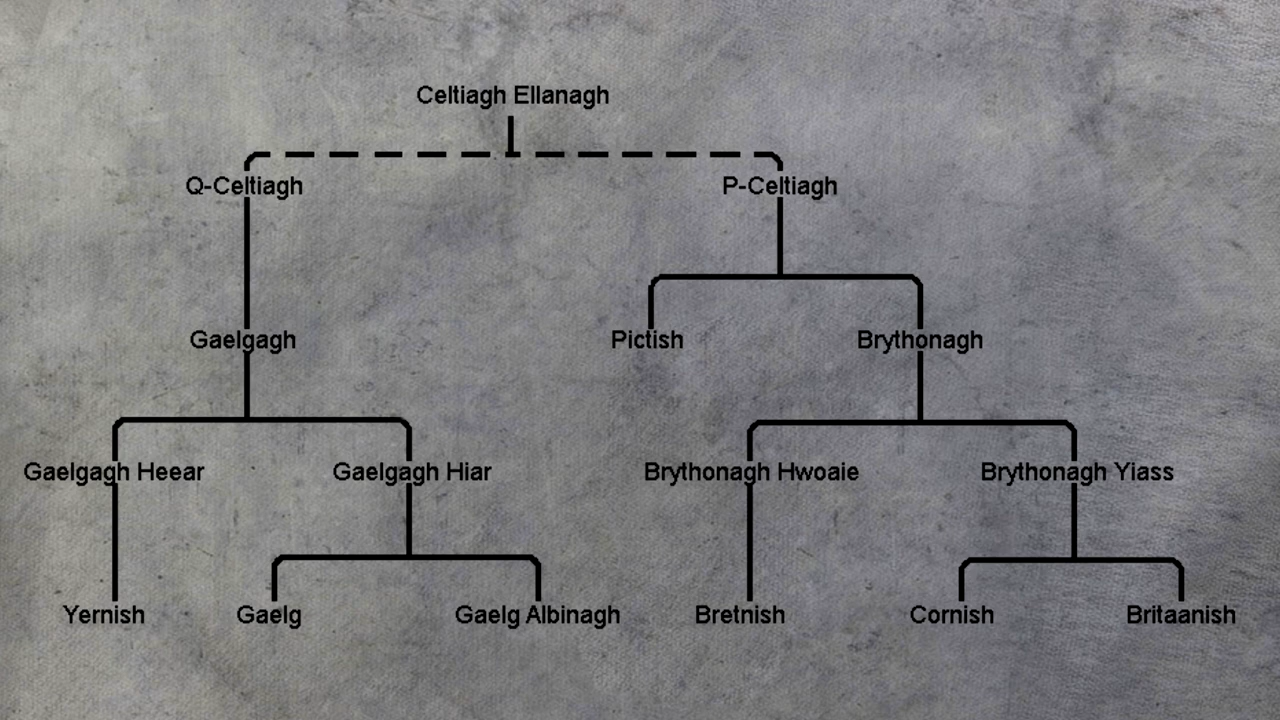 Celtiagh Ellanagh
Q-Celtiagh
P-Celtiagh
Gaelgagh
Pictish
Brythonagh
Gaelgagh Heear
Gaelgagh Hiar
Brythonagh Hwoaie
Brythonagh Yiass
Yernish
Gaelg
Gaelg Albinagh
Bretnish
Cornish
Britaanish